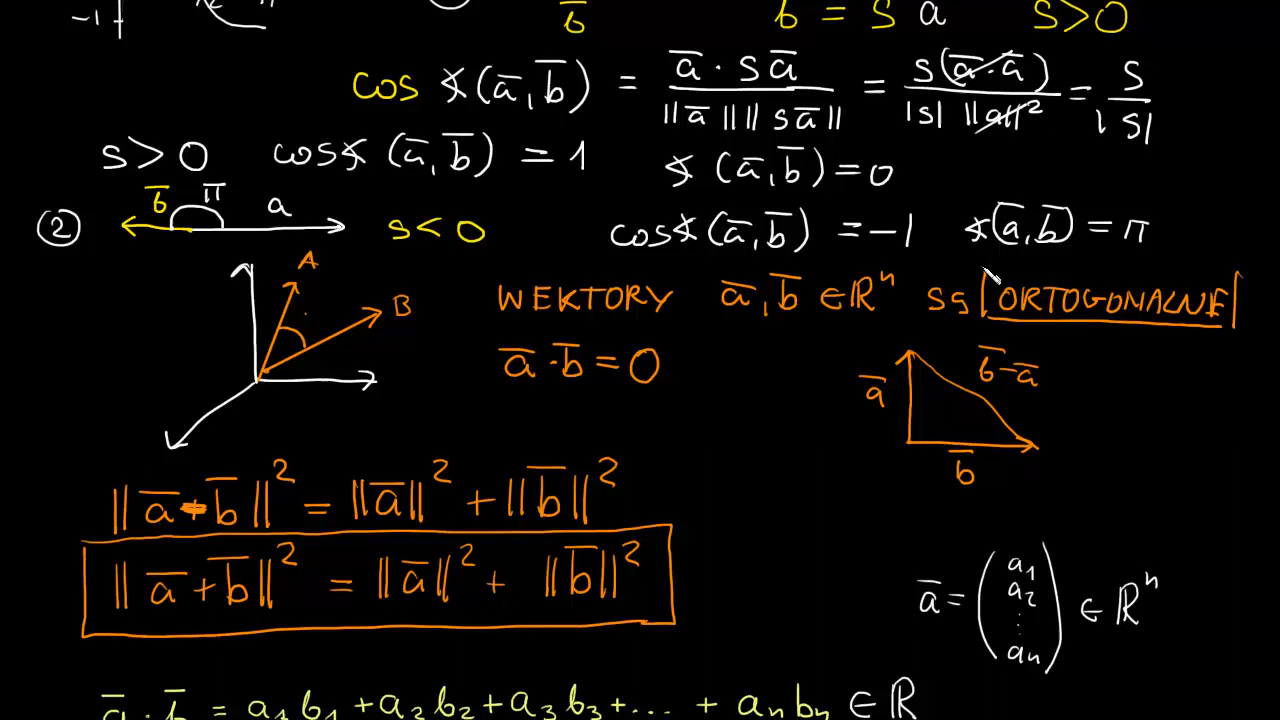 -1
b̅ b = s a s > 0
cos ∢(a̅, b̅) = a̅ · s a̅ / ||a̅|| || s a̅ || = s(a̅ · a̅) / |s| ||a||² = s / |s|
s > 0 cos∢(a̅, b̅) = 1 ∢(a̅, b̅) = 0
② b̅ π a s < 0 cos∢(a̅, b̅) = -1 ∢(a̅, b̅) = π
A
B
WEKTORY a̅, b̅ ∈ ℝⁿ są ORTOGONALNE
a̅ · b̅ = 0
a̅ b̅ - a̅
b̅
|| a̅ - b̅ ||² = ||a̅||² + ||b̅||²
|| a̅ + b̅ ||² = ||a̅||² + ||b̅||²
a̅ = (a₁ a₂ ⋮ aₙ) ∈ ℝⁿ
a̅ · b̅ = a₁b₁ + a₂b₂ + a₃b₃ + ... + aₙbₙ ∈ ℝ